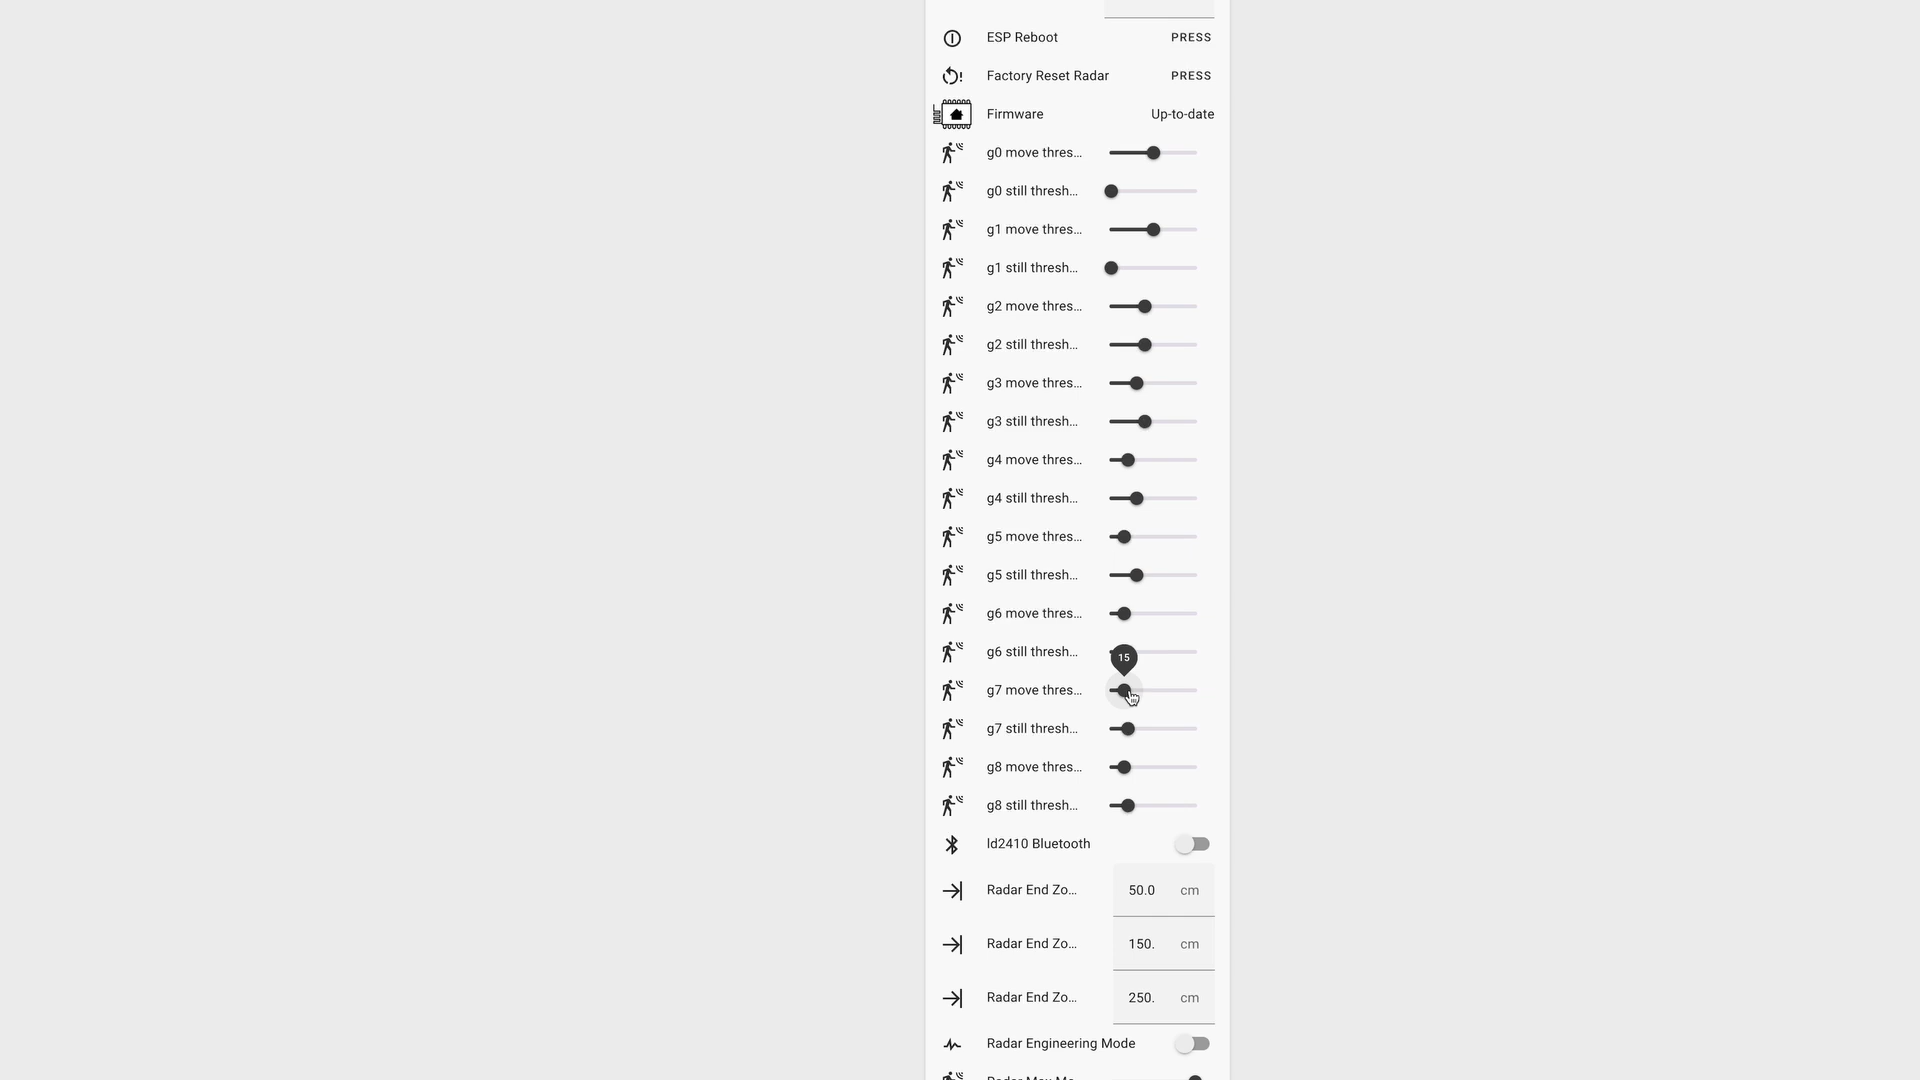 ESP Reboot PRESS
Factory Reset Radar PRESS
Firmware Up-to-date
g0 move thres...
g0 still thresh...
g1 move thres...
g1 still thresh...
g2 move thres...
g2 still thresh...
g3 move thres...
g3 still thresh...
g4 move thres...
g4 still thresh...
g5 move thres...
g5 still thresh...
g6 move thres...
g6 still thresh...
15
g7 move thres...
g7 still thresh...
g8 move thres...
g8 still thresh...
ld2410 Bluetooth
Radar End Zo... 50.0 cm
Radar End Zo... 150. cm
Radar End Zo... 250. cm
Radar Engineering Mode